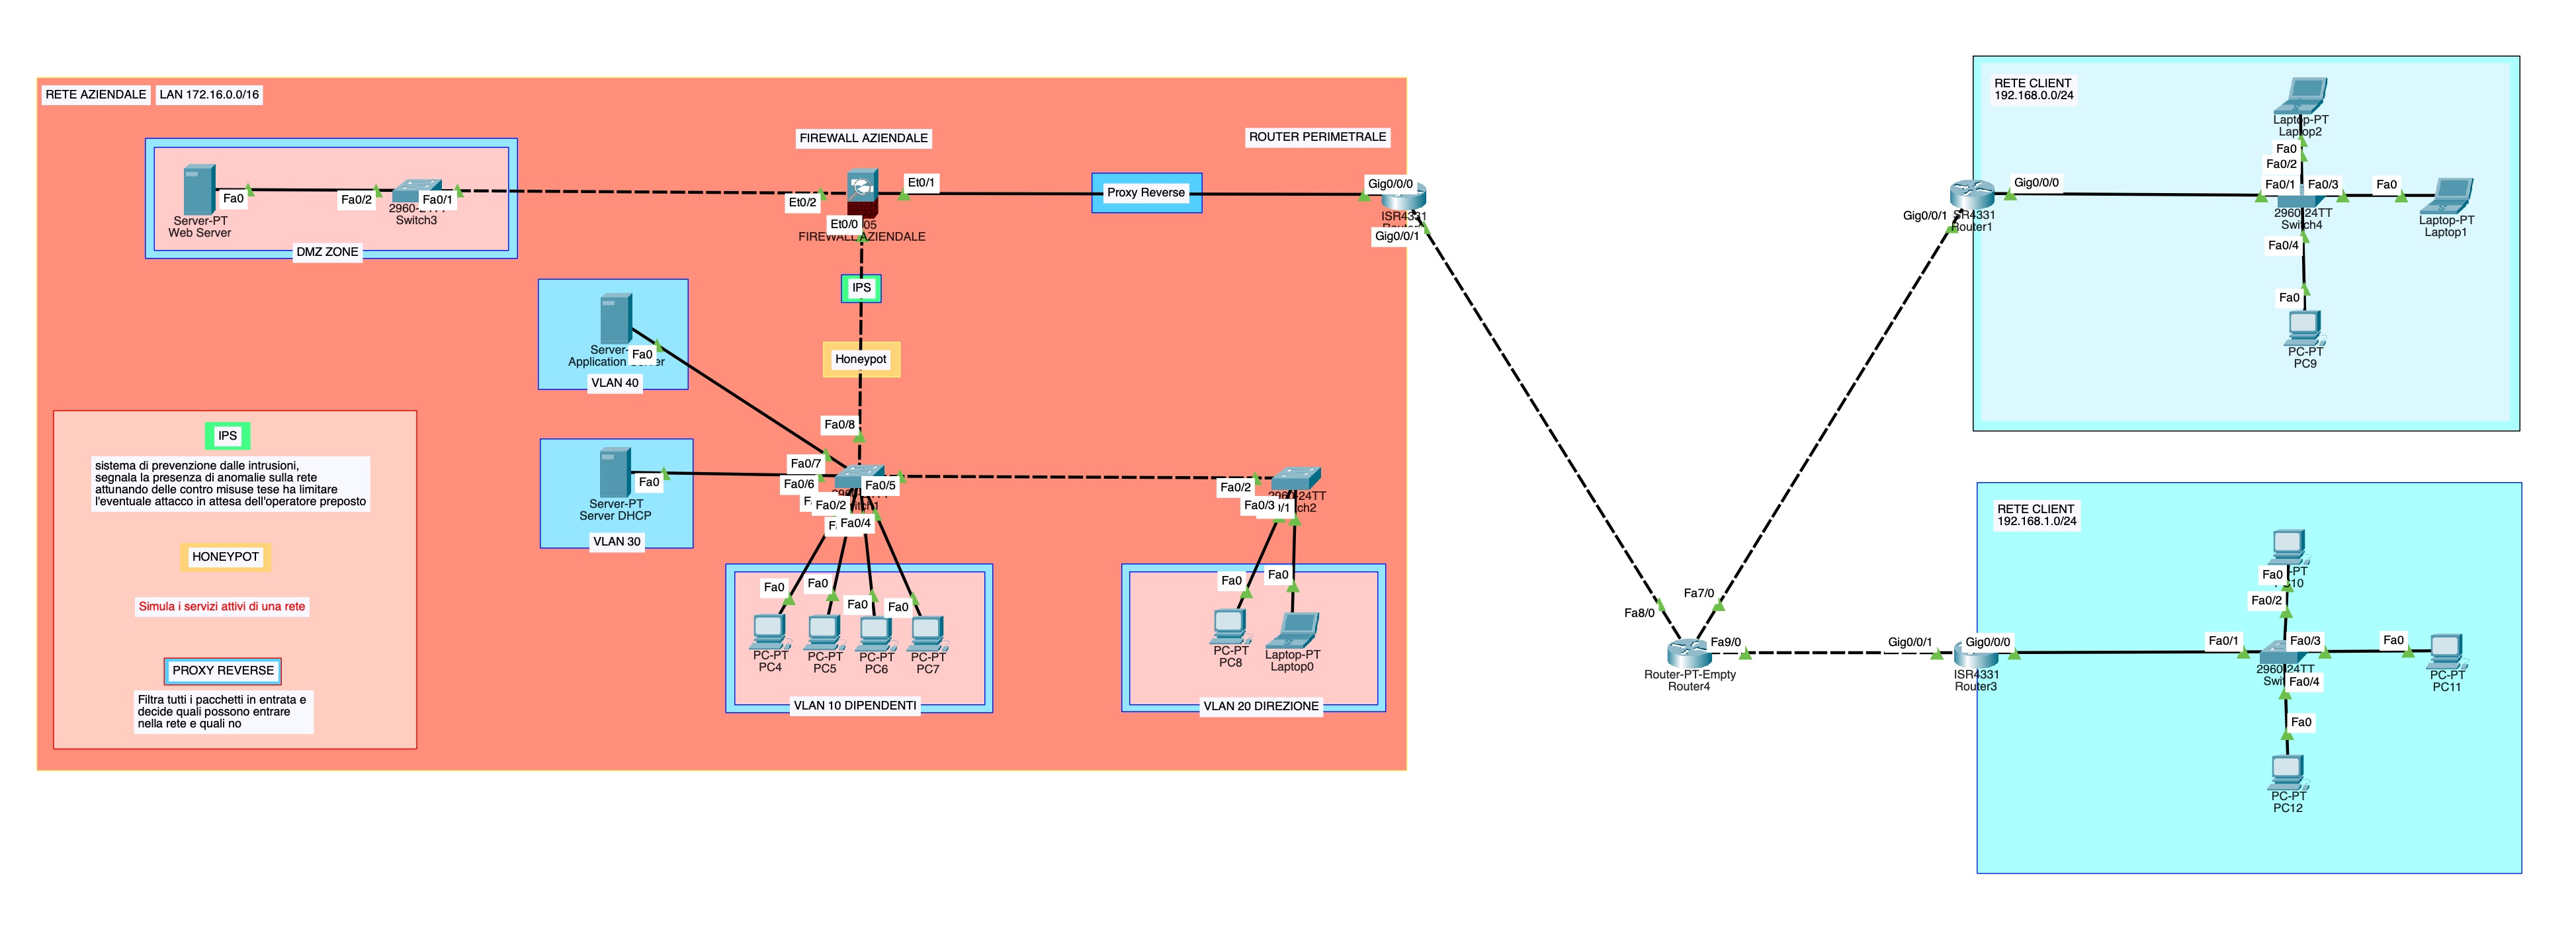 RETE AZIENDALE
LAN 172.16.0.0/16
FIREWALL AZIENDALE
ROUTER PERIMETRALE
Fa0
Fa0/2
Fa0/1
Server-PT
Web Server
Switch3
DMZ ZONE
Et0/2
Et0/1
Et0/0
05
FIREWALL AZIENDALE
Proxy Reverse
Gig0/0/0
ISR4331
Gig0/0/1
IPS
Honeypot
Fa0
Application
VLAN 40
Fa0/8
Fa0/7
Fa0/6
Fa0/5
Fa0/2
Fa0/4
Fa0
Server-PT
Server DHCP
VLAN 30
Fa0/2
Fa0/3
Fa0
Fa0
Fa0
Fa0
PC-PT
PC4
PC-PT
PC5
PC-PT
PC6
PC-PT
PC7
VLAN 10 DIPENDENTI
Fa0
Fa0
PC-PT
PC8
Laptop-PT
Laptop0
VLAN 20 DIREZIONE
IPS
sistema di prevenzione dalle intrusioni,
segnala la presenza di anomalie sulla rete
attunando delle contro misuse tese ha limitare
l'eventuale attacco in attesa dell'operatore preposto
HONEYPOT
Simula i servizi attivi di una rete
PROXY REVERSE
Filtra tutti i pacchetti in entrata e
decide quali possono entrare
nella rete e quali no
Fa8/0
Fa7/0
Fa9/0
Router-PT-Empty
Router4
RETE CLIENT
192.168.0.0/24
Gig0/0/0
Gig0/0/1
Router1
Laptop-PT
Laptop2
Fa0
Fa0/2
Fa0/1
Fa0/3
Fa0
2960-24TT
Switch4
Laptop-PT
Laptop1
Fa0/4
Fa0
PC-PT
PC9
RETE CLIENT
192.168.1.0/24
Gig0/0/1
Gig0/0/0
ISR4331
Router3
Fa0
Fa0/2
Fa0/1
Fa0/3
Fa0
2960-24TT
Fa0/4
PC-PT
PC11
Fa0
PC-PT
PC12